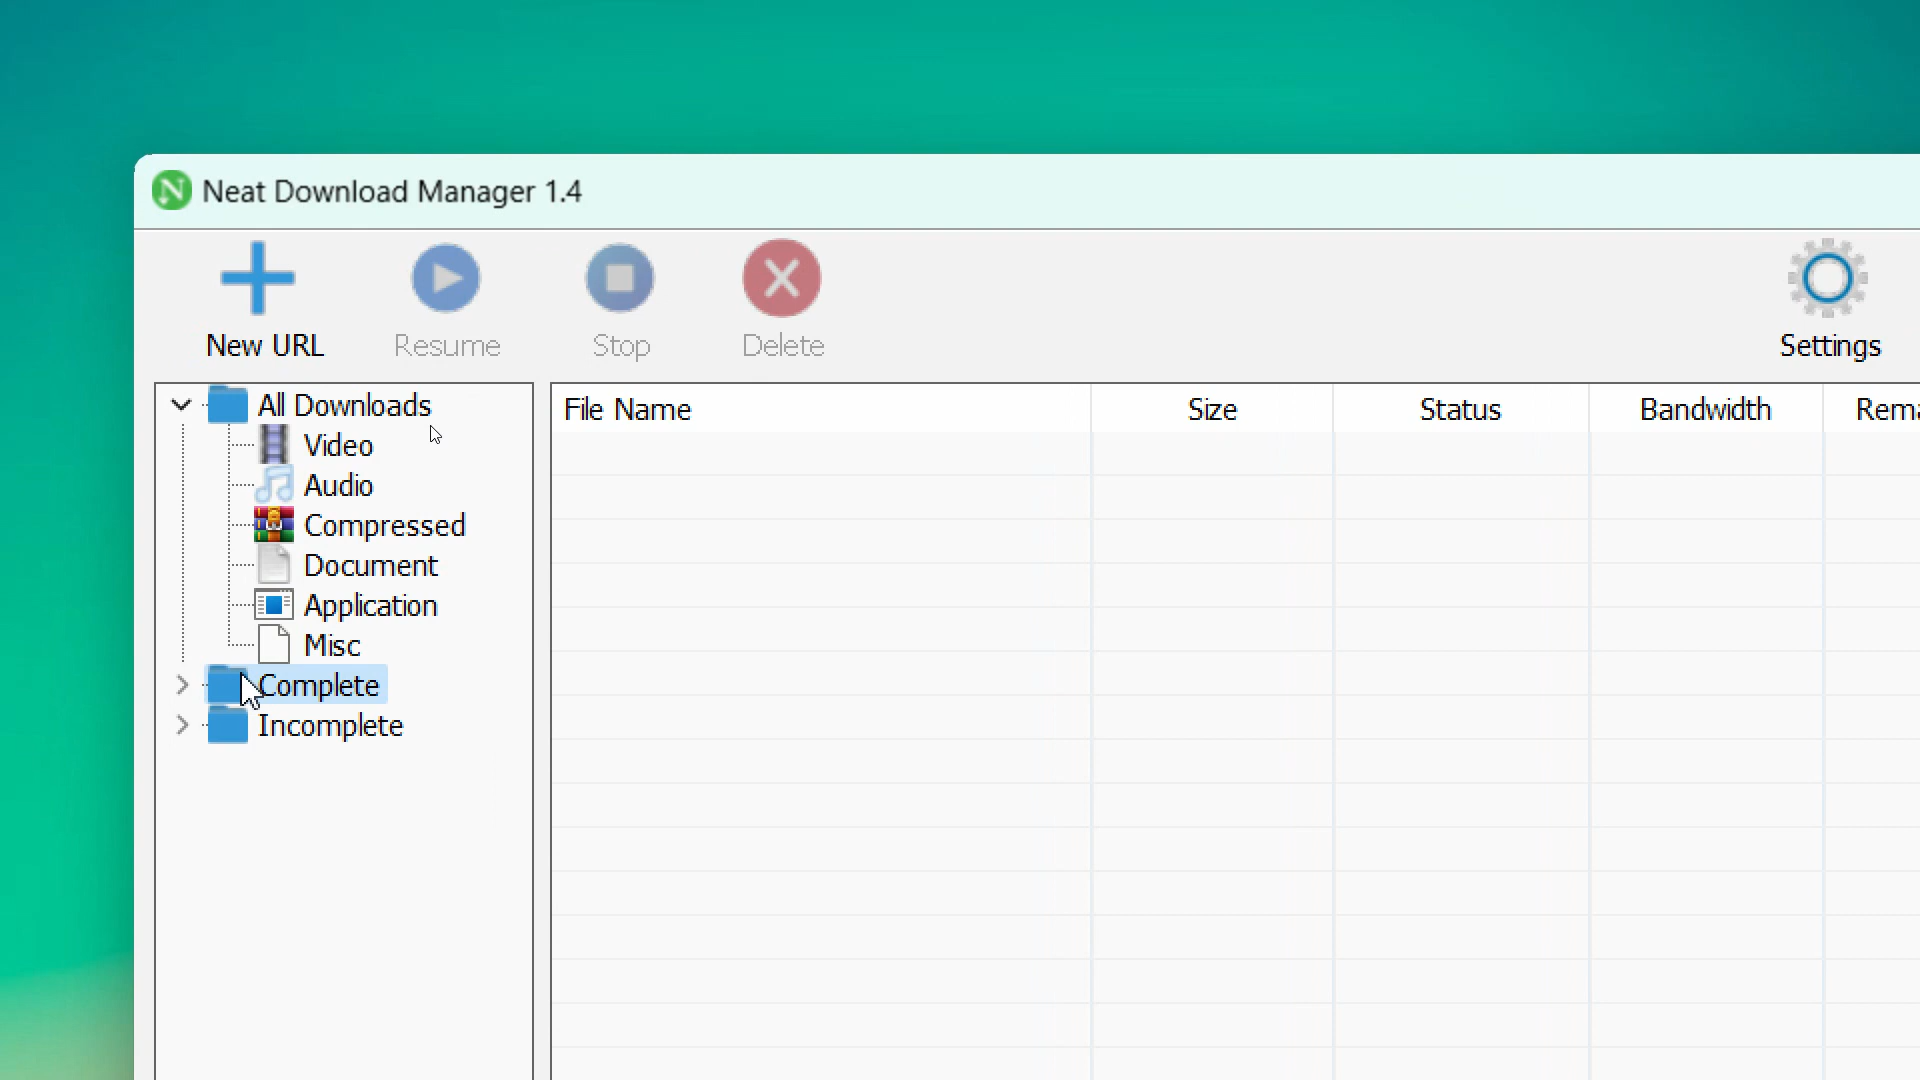 Neat Download Manager 1.4
New URL
Resume
Stop
Delete
Settings
All Downloads
Video
Audio
Compressed
Document
Application
Misc
Complete
Incomplete
File Name
Size
Status
Bandwidth